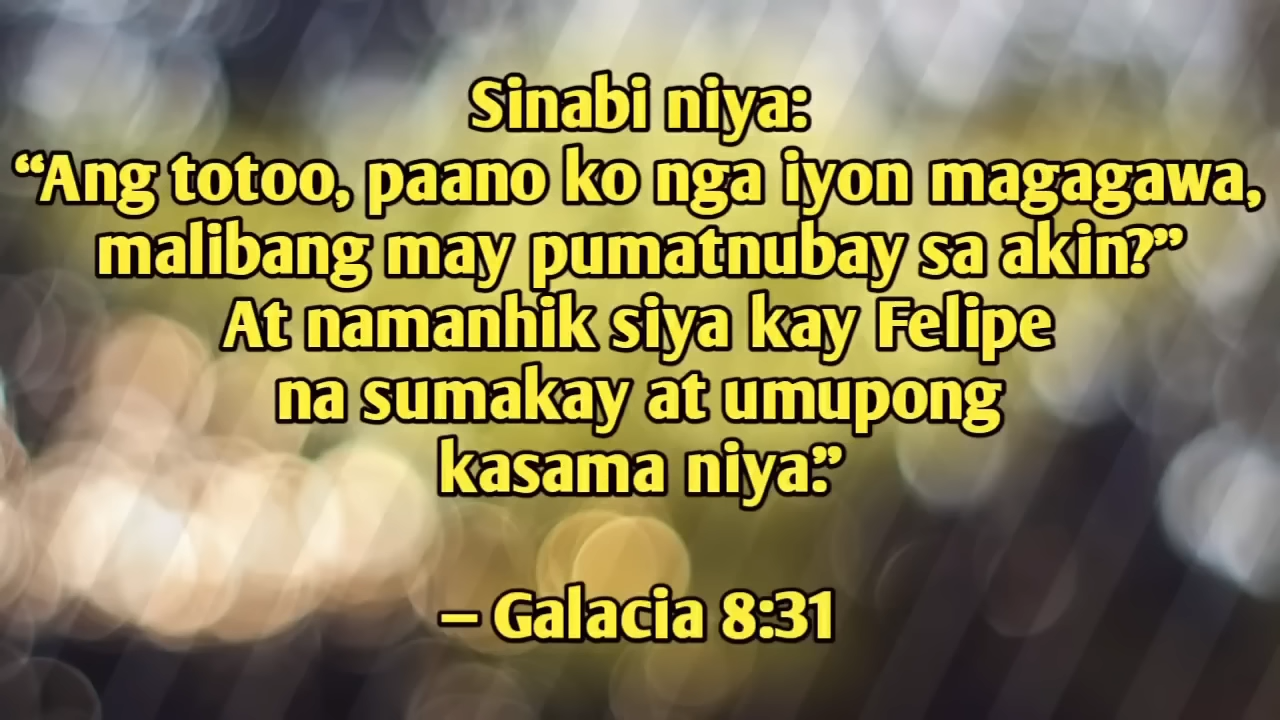 Sinabi niya:
“Ang totoo, paano ko nga iyon magagawa,
malibang may pumatnubay sa akin?”
At namanhik siya kay Felipe
na sumakay at umupong
kasama niya.”
– Galacia 8:31